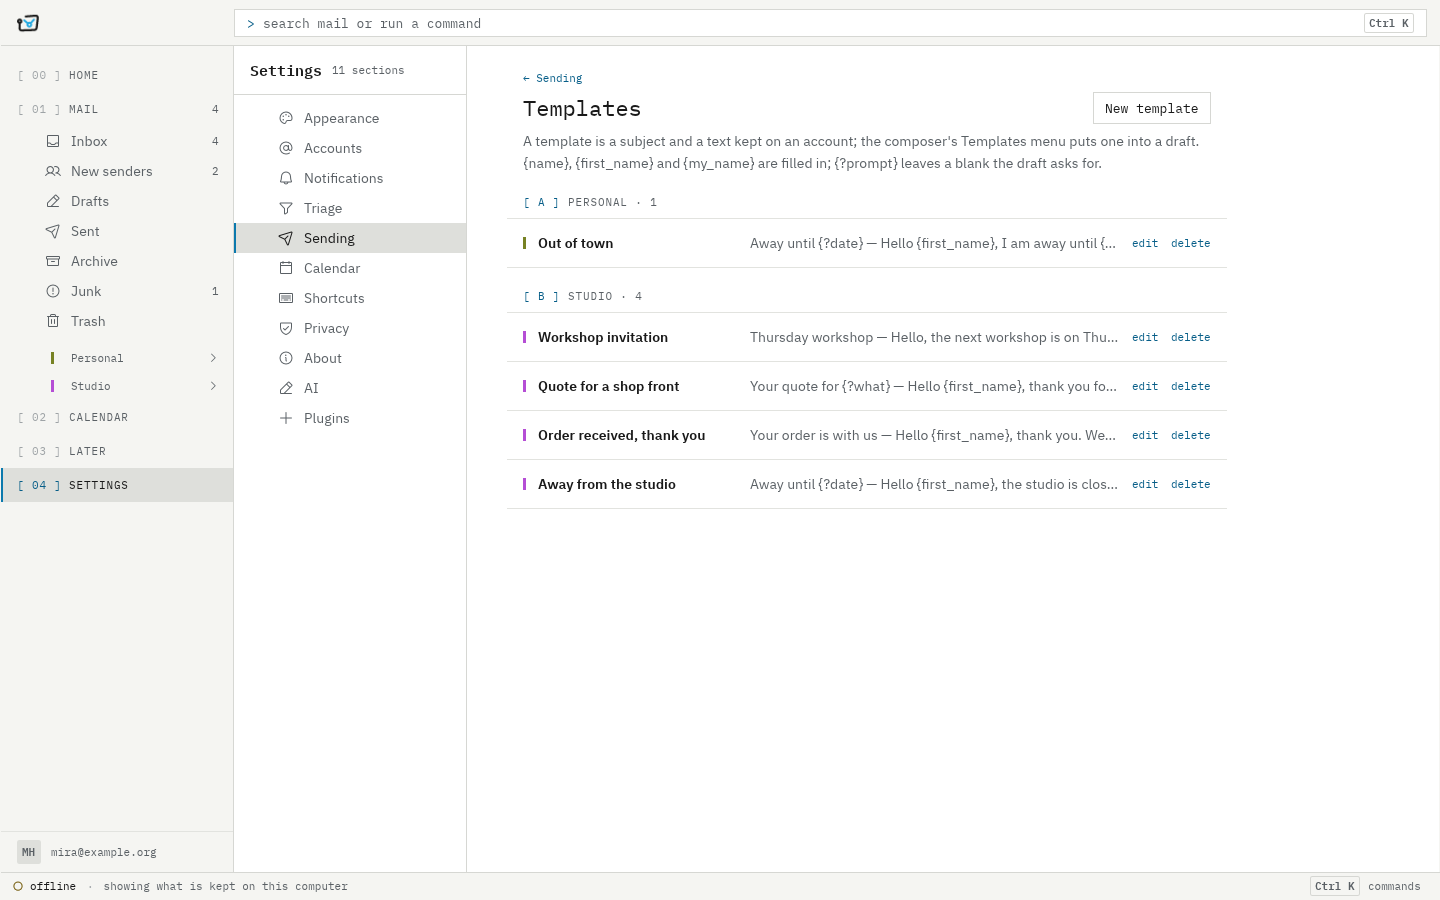 > search mail or run a command
Ctrl K
[ 00 ] HOME
[ 01 ] MAIL 4
Inbox 4
New senders 2
Drafts
Sent
Archive
Junk 1
Trash
Personal
Studio
[ 02 ] CALENDAR
[ 03 ] LATER
[ 04 ] SETTINGS
MH mira@example.org
Settings 11 sections
Appearance
Accounts
Notifications
Triage
Sending
Calendar
Shortcuts
Privacy
About
AI
Plugins
← Sending
Templates
New template
A template is a subject and a text kept on an account; the composer's Templates menu puts one into a draft.
{name}, {first_name} and {my_name} are filled in; {?prompt} leaves a blank the draft asks for.
[ A ] PERSONAL · 1
Out of town Away until {?date} — Hello {first_name}, I am away until {... edit delete
[ B ] STUDIO · 4
Workshop invitation Thursday workshop — Hello, the next workshop is on Thu... edit delete
Quote for a shop front Your quote for {?what} — Hello {first_name}, thank you fo... edit delete
Order received, thank you Your order is with us — Hello {first_name}, thank you. We... edit delete
Away from the studio Away until {?date} — Hello {first_name}, the studio is clos... edit delete
offline · showing what is kept on this computer
Ctrl K commands